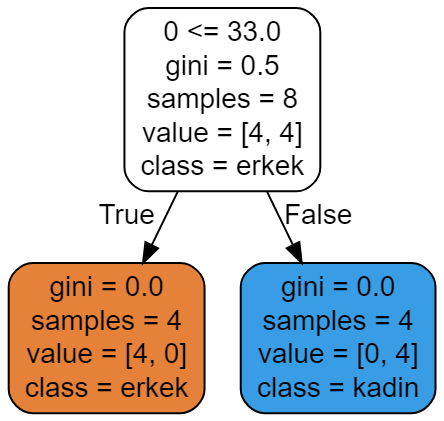 0 <= 33.0
gini = 0.5
samples = 8
value = [4, 4]
class = erkek
True
False
gini = 0.0
samples = 4
value = [4, 0]
class = erkek
gini = 0.0
samples = 4
value = [0, 4]
class = kadin